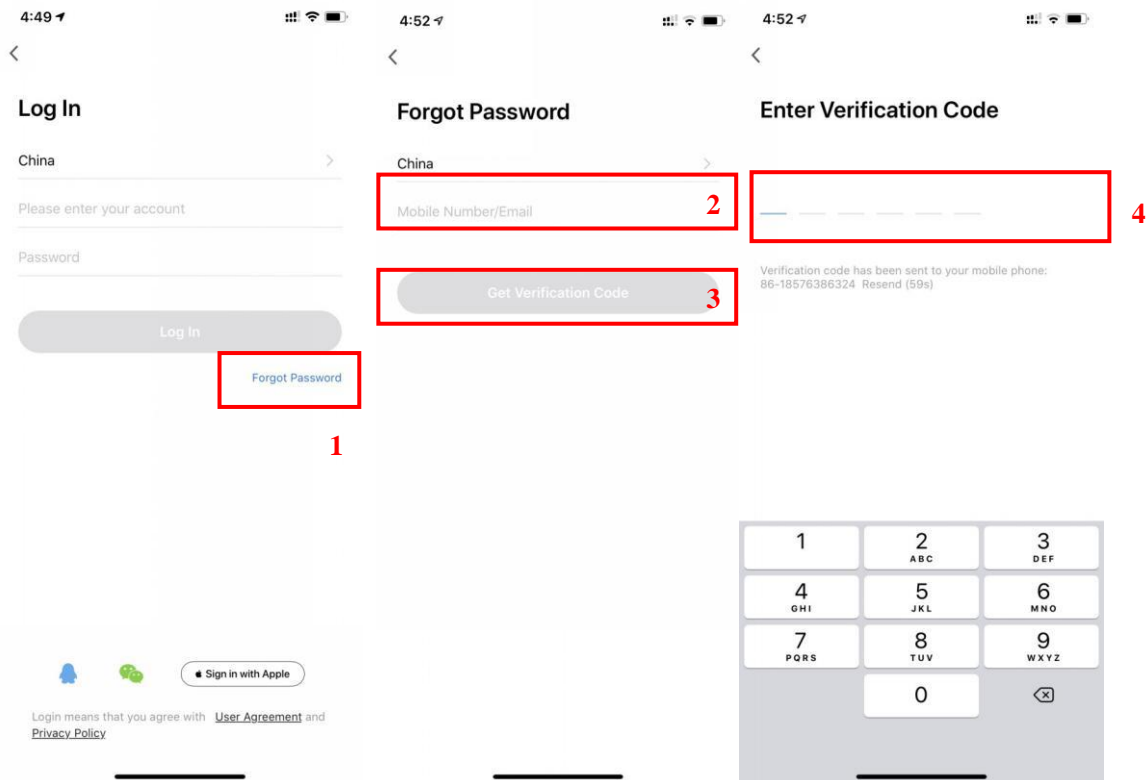 4:49
Log In
China
Please enter your account
Password
Log In
Forgot Password
1
Sign in with Apple
Login means that you agree with User Agreement and
Privacy Policy
4:52
Forgot Password
China
Mobile Number/Email
2
Get Verification Code
3
4:52
Enter Verification Code
4
Verification code has been sent to your mobile phone:
86-18576386324 Resend (59s)
1
2
ABC
3
DEF
4
GHI
5
JKL
6
MNO
7
PQRS
8
TUV
9
WXYZ
0